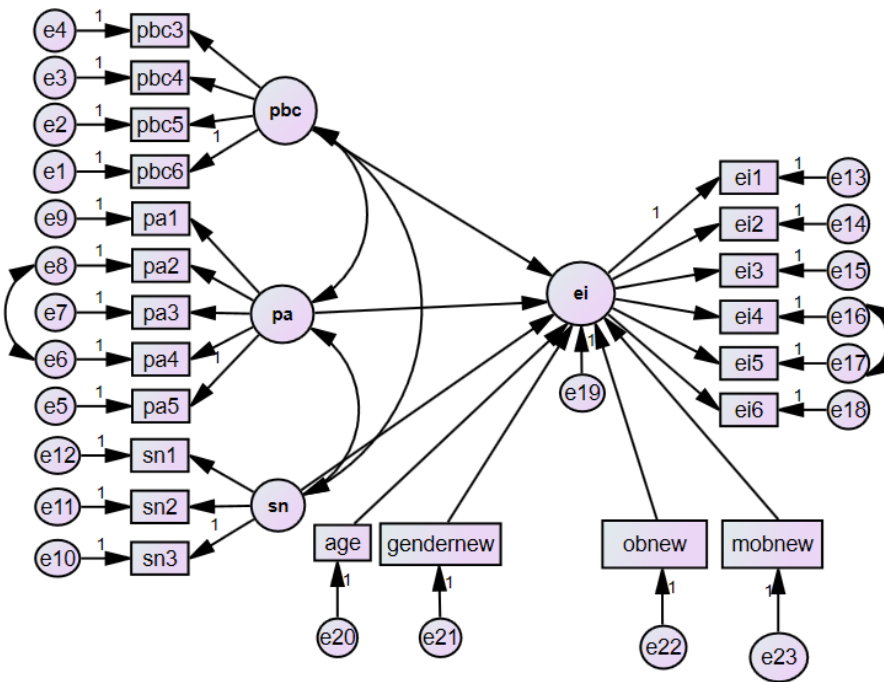 e4 1 pbc3
e3 1 pbc4
e2 1 pbc5
e1 1 pbc6
1
pbc
e9 1 pa1
e8 1 pa2
e7 1 pa3
e6 1 pa4
e5 1 pa5
1
pa
e12 1 sn1
e11 1 sn2
e10 1 sn3
1
sn
ei
1
ei1 1 e13
ei2 1 e14
ei3 1 e15
ei4 1 e16
ei5 1 e17
ei6 1 e18
1
e19
age gendernew obnew mobnew
1 1 1 1
e20 e21 e22 e23